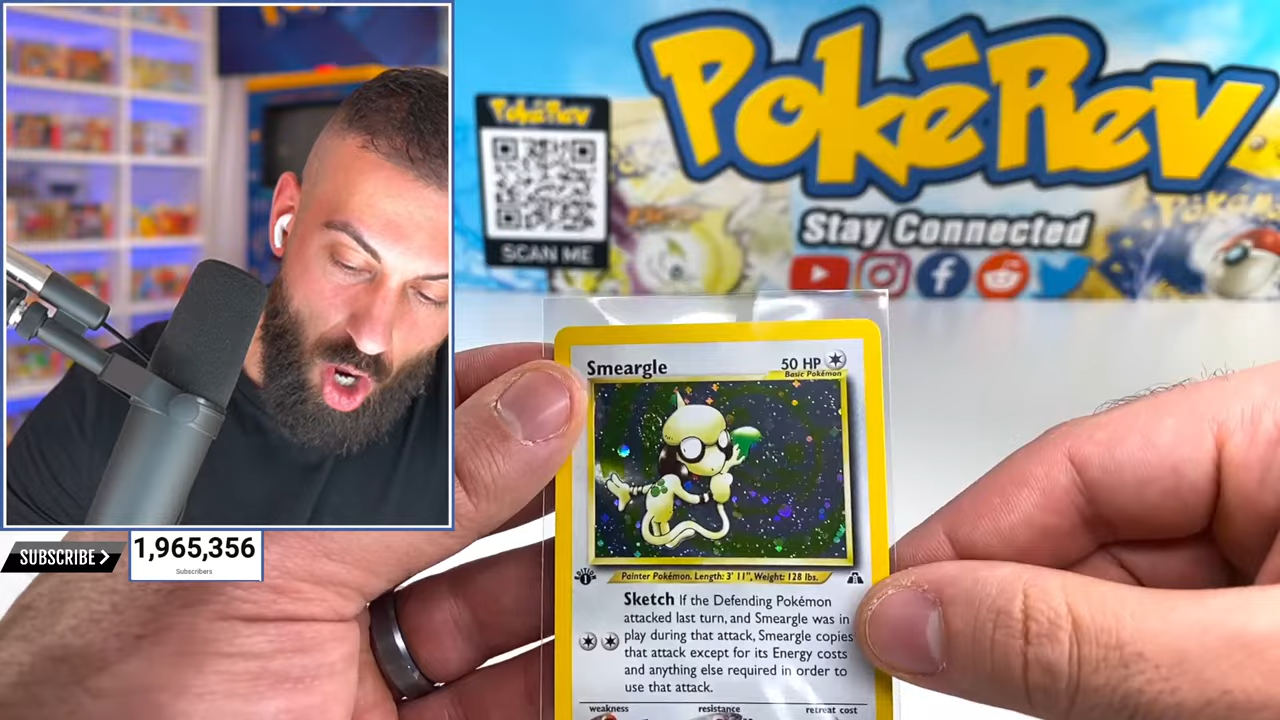 PokéRev
SCAN ME
PokéRev
Stay Connected
SUBSCRIBE
1,965,356
Subscribers
Smeargle
50 HP
Basic Pokémon
Painter Pokémon. Length: 3' 11", Weight: 128 lbs.
Sketch If the Defending Pokémon
attacked last turn, and Smeargle was in
play during that attack, Smeargle copies
that attack except for its Energy costs
and anything else required in order to
use that attack.
weakness
resistance
retreat cost